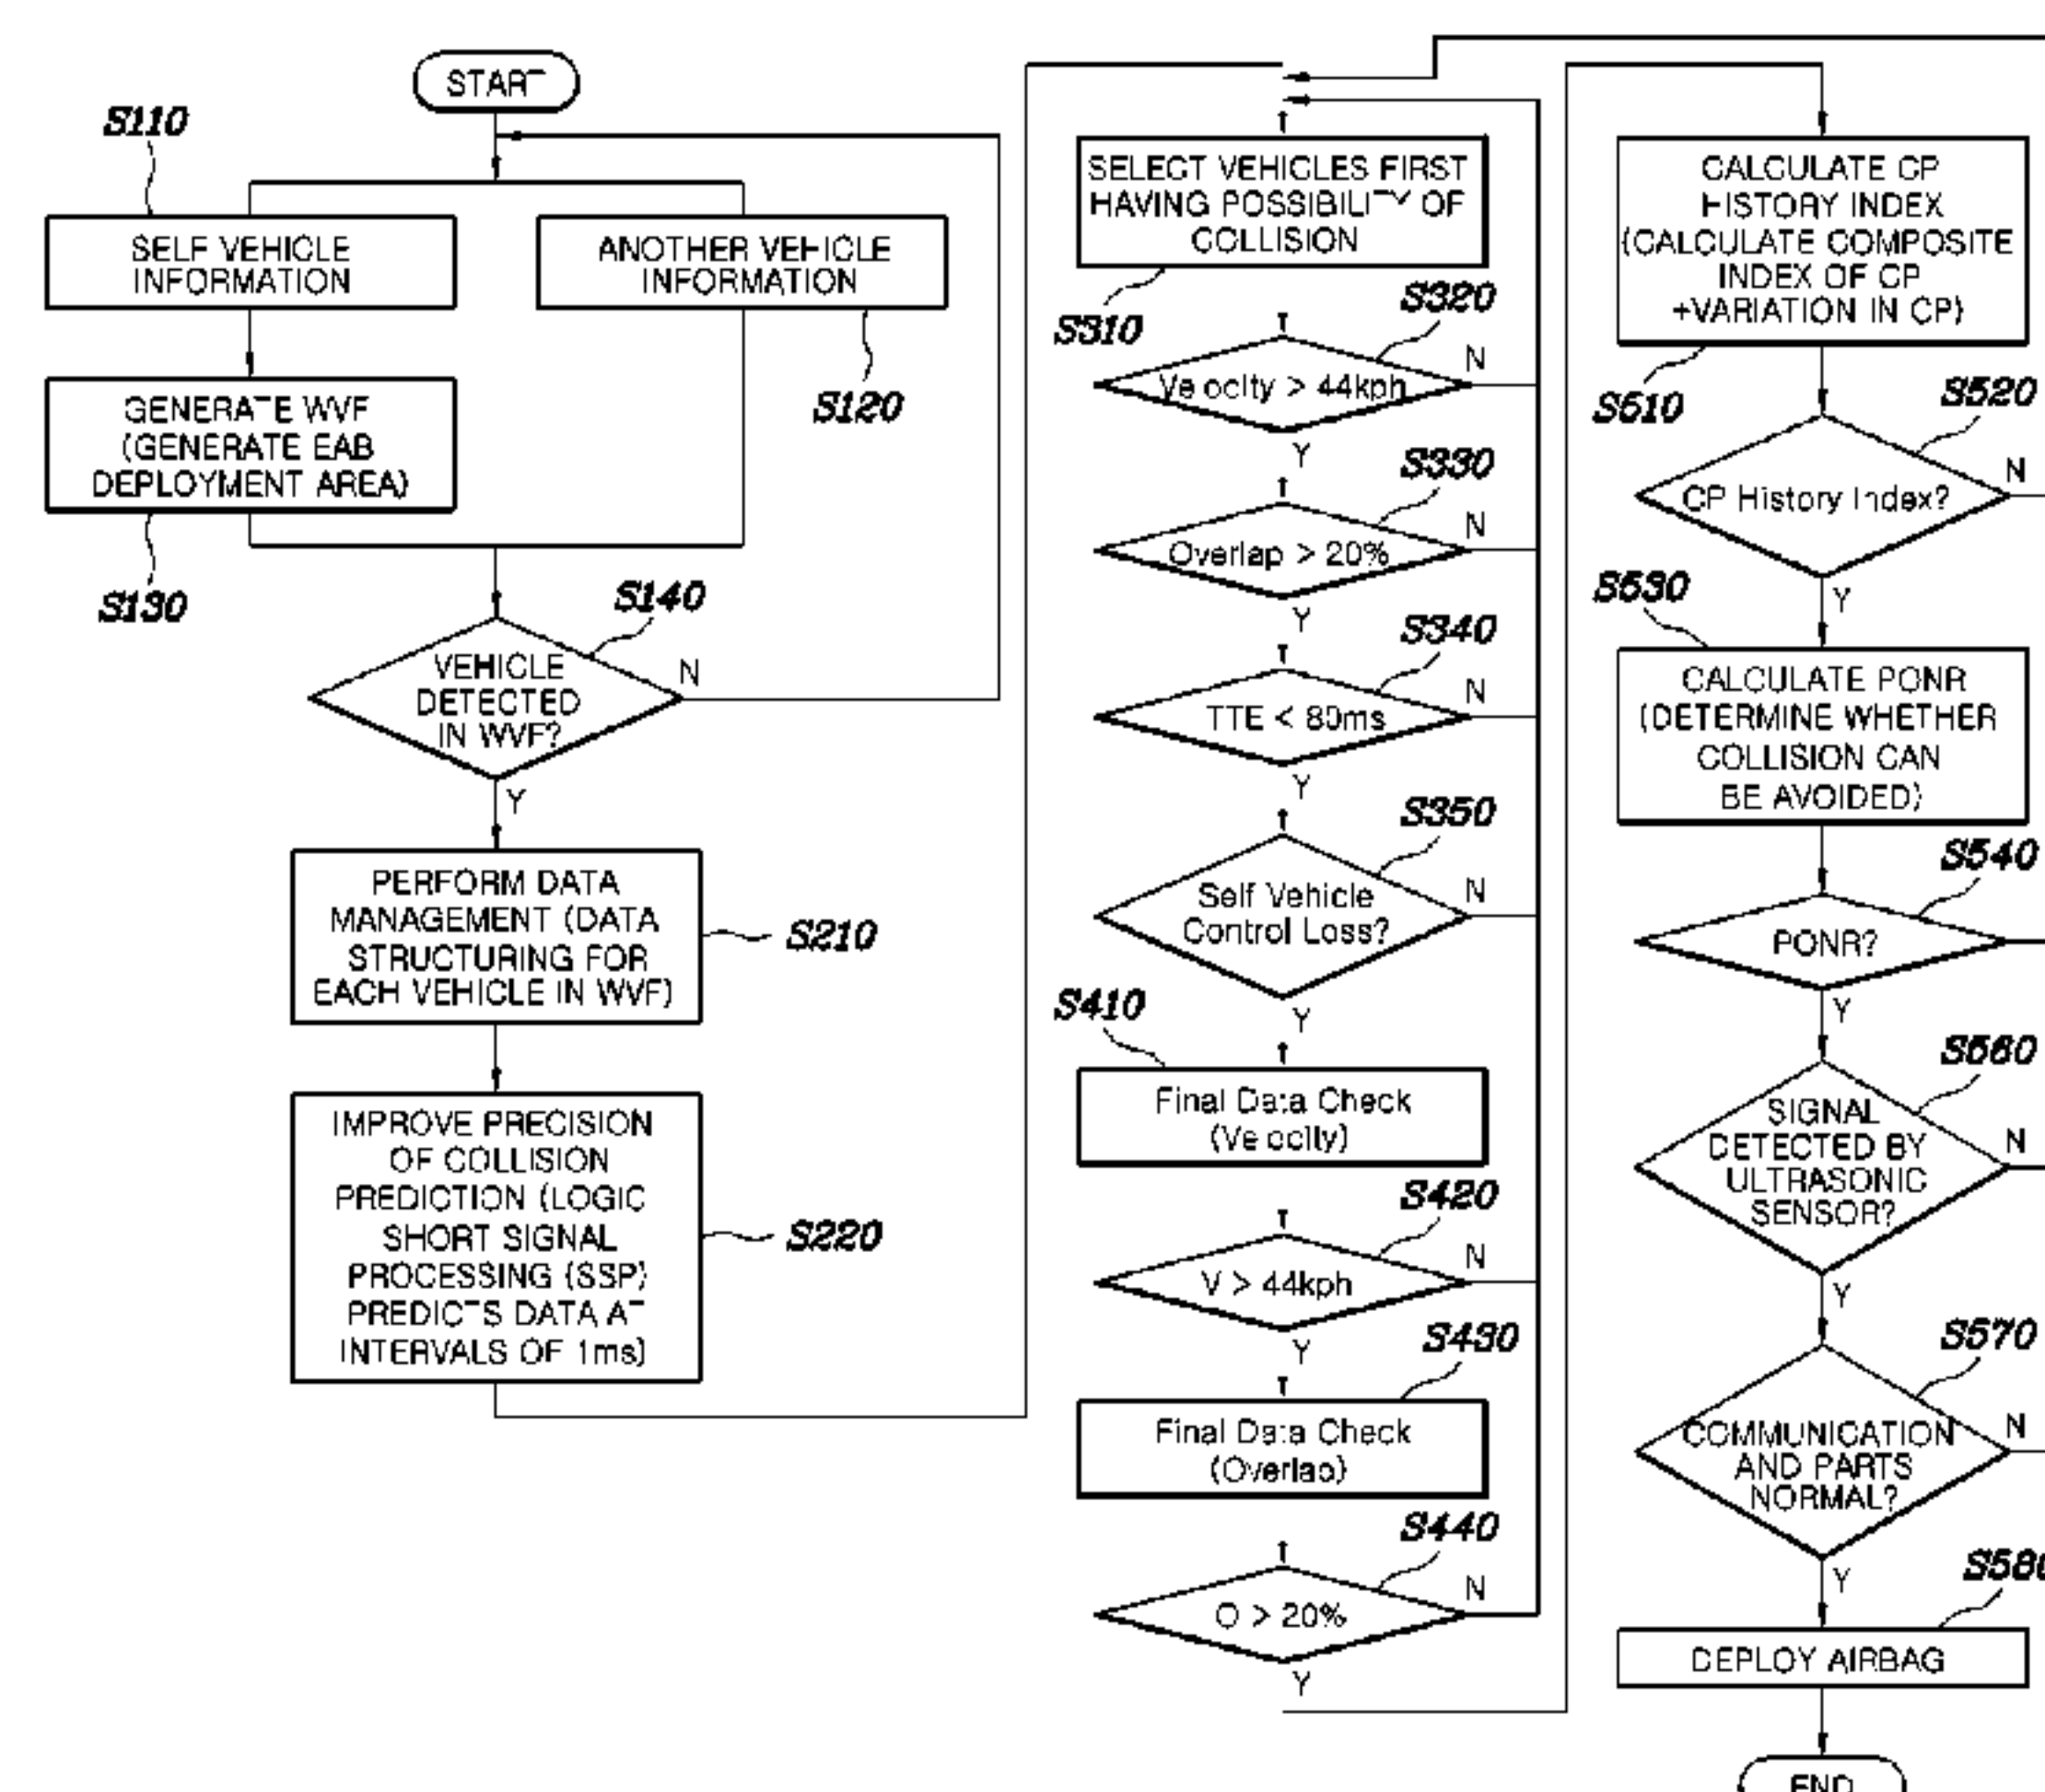 START
S110
SELF VEHICLE
INFORMATION
ANOTHER VEHICLE
INFORMATION
S120
GENERATE WVF
(GENERATE EAB
DEPLOYMENT AREA)
S130
S140
VEHICLE
DETECTED
IN WVF?
N
Y
PERFORM DATA
MANAGEMENT (DATA
STRUCTURING FOR
EACH VEHICLE IN WVF)
S210
IMPROVE PRECISION
OF COLLISION
PREDICTION (LOGIC
SHORT SIGNAL
PROCESSING (SSP)
PREDICTS DATA AT
INTERVALS OF 1ms)
S220
SELECT VEHICLES FIRST
HAVING POSSIBILITY OF
COLLISION
S310
S320
Velocity > 44kph
N
Y
S330
Overlap > 20%
N
Y
S340
TTE < 80ms
N
Y
S350
Self Vehicle
Control Loss?
N
Y
S410
Final Data Check
(Velocity)
S420
V > 44kph
N
Y
S430
Final Data Check
(Overlap)
S440
O > 20%
N
Y
CALCULATE CP
HISTORY INDEX
(CALCULATE COMPOSITE
INDEX OF CP
+VARIATION IN CP)
S510
S520
CP History Index?
N
Y
S530
CALCULATE PONR
(DETERMINE WHETHER
COLLISION CAN
BE AVOIDED)
S540
PONR?
Y
S560
SIGNAL
DETECTED BY
ULTRASONIC
SENSOR?
N
Y
S570
COMMUNICATION
AND PARTS
NORMAL?
N
Y
S580
DEPLOY AIRBAG
END